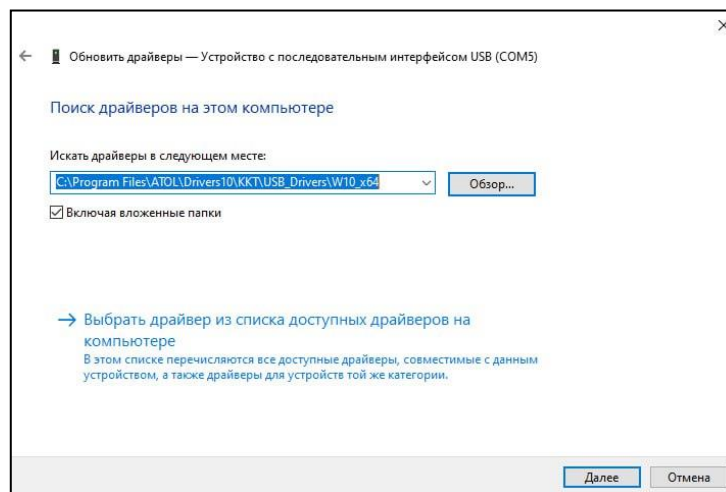 Обновить драйверы — Устройство с последовательным интерфейсом USB (COM5)
Поиск драйверов на этом компьютере
Искать драйверы в следующем месте:
C:\Program Files\ATOL\Drivers10\KKT\USB_Drivers\W10_x64
Обзор...
Включая вложенные папки
Выбрать драйвер из списка доступных драйверов на
компьютере
В этом списке перечисляются все доступные драйверы, совместимые с данным
устройством, а также драйверы для устройств той же категории.
Далее
Отмена